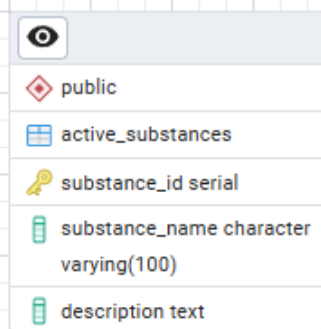 public
active_substances
substance_id serial
substance_name character
varying(100)
description text